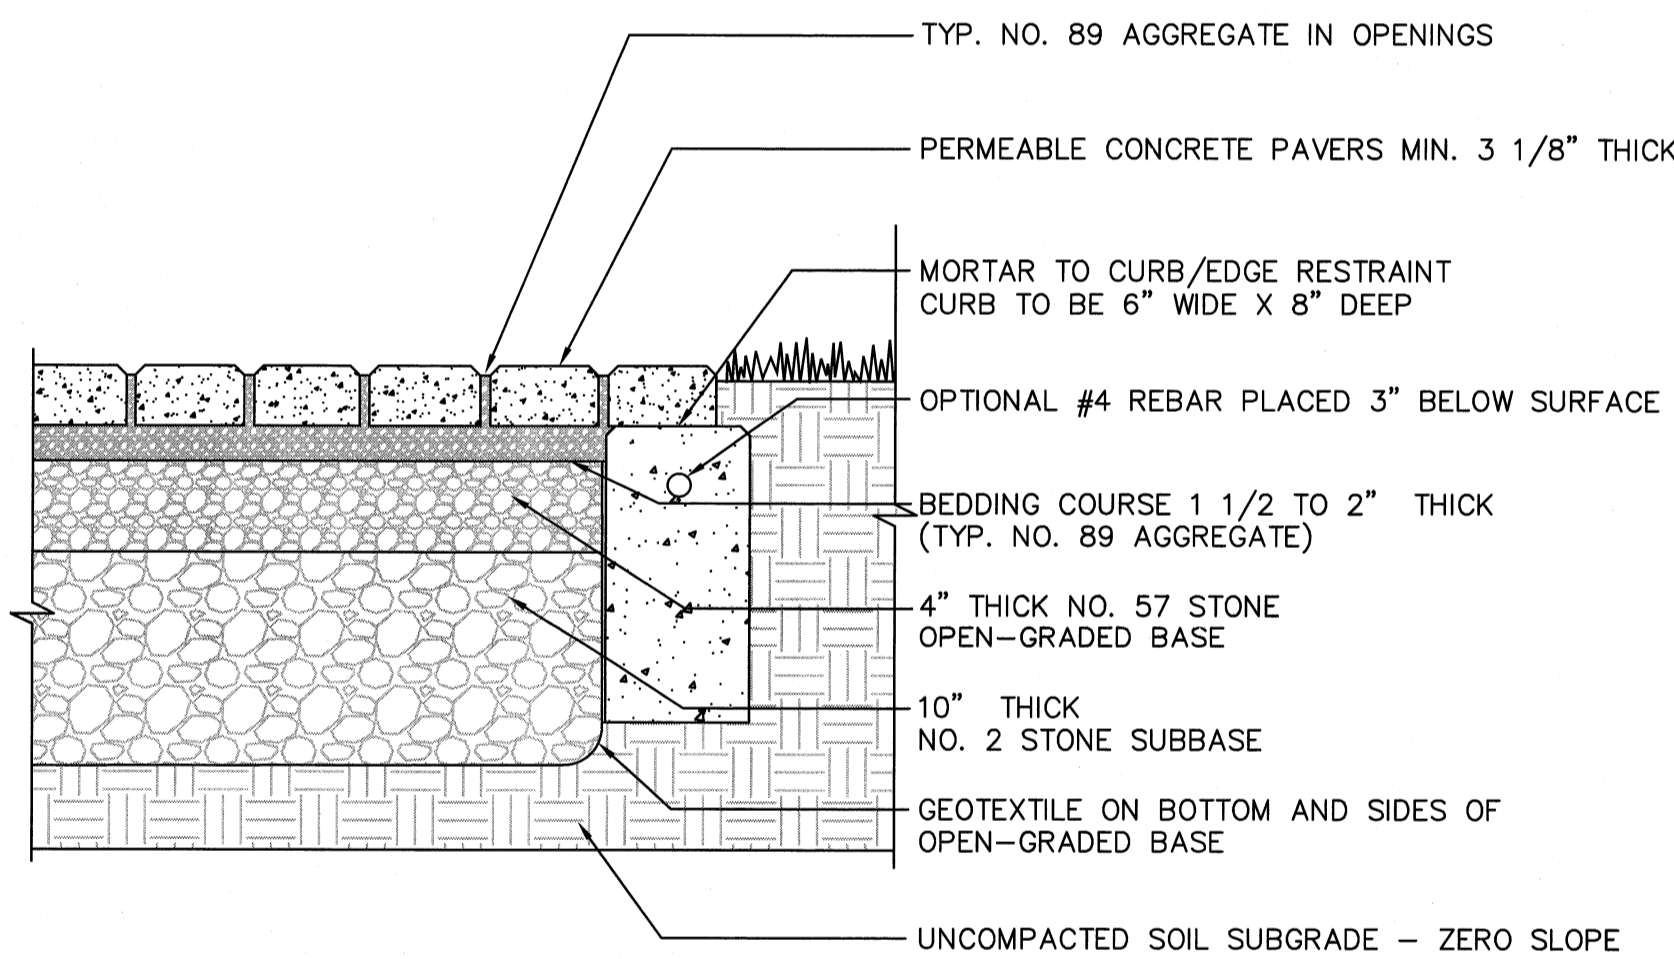 TYP. NO. 89 AGGREGATE IN OPENINGS
PERMEABLE CONCRETE PAVERS MIN. 3 1/8" THICK
MORTAR TO CURB/EDGE RESTRAINT
CURB TO BE 6" WIDE X 8" DEEP
OPTIONAL #4 REBAR PLACED 3" BELOW SURFACE
BEDDING COURSE 1 1/2 TO 2" THICK
(TYP. NO. 89 AGGREGATE)
4" THICK NO. 57 STONE
OPEN-GRADED BASE
10" THICK
NO. 2 STONE SUBBASE
GEOTEXTILE ON BOTTOM AND SIDES OF
OPEN-GRADED BASE
UNCOMPACTED SOIL SUBGRADE - ZERO SLOPE